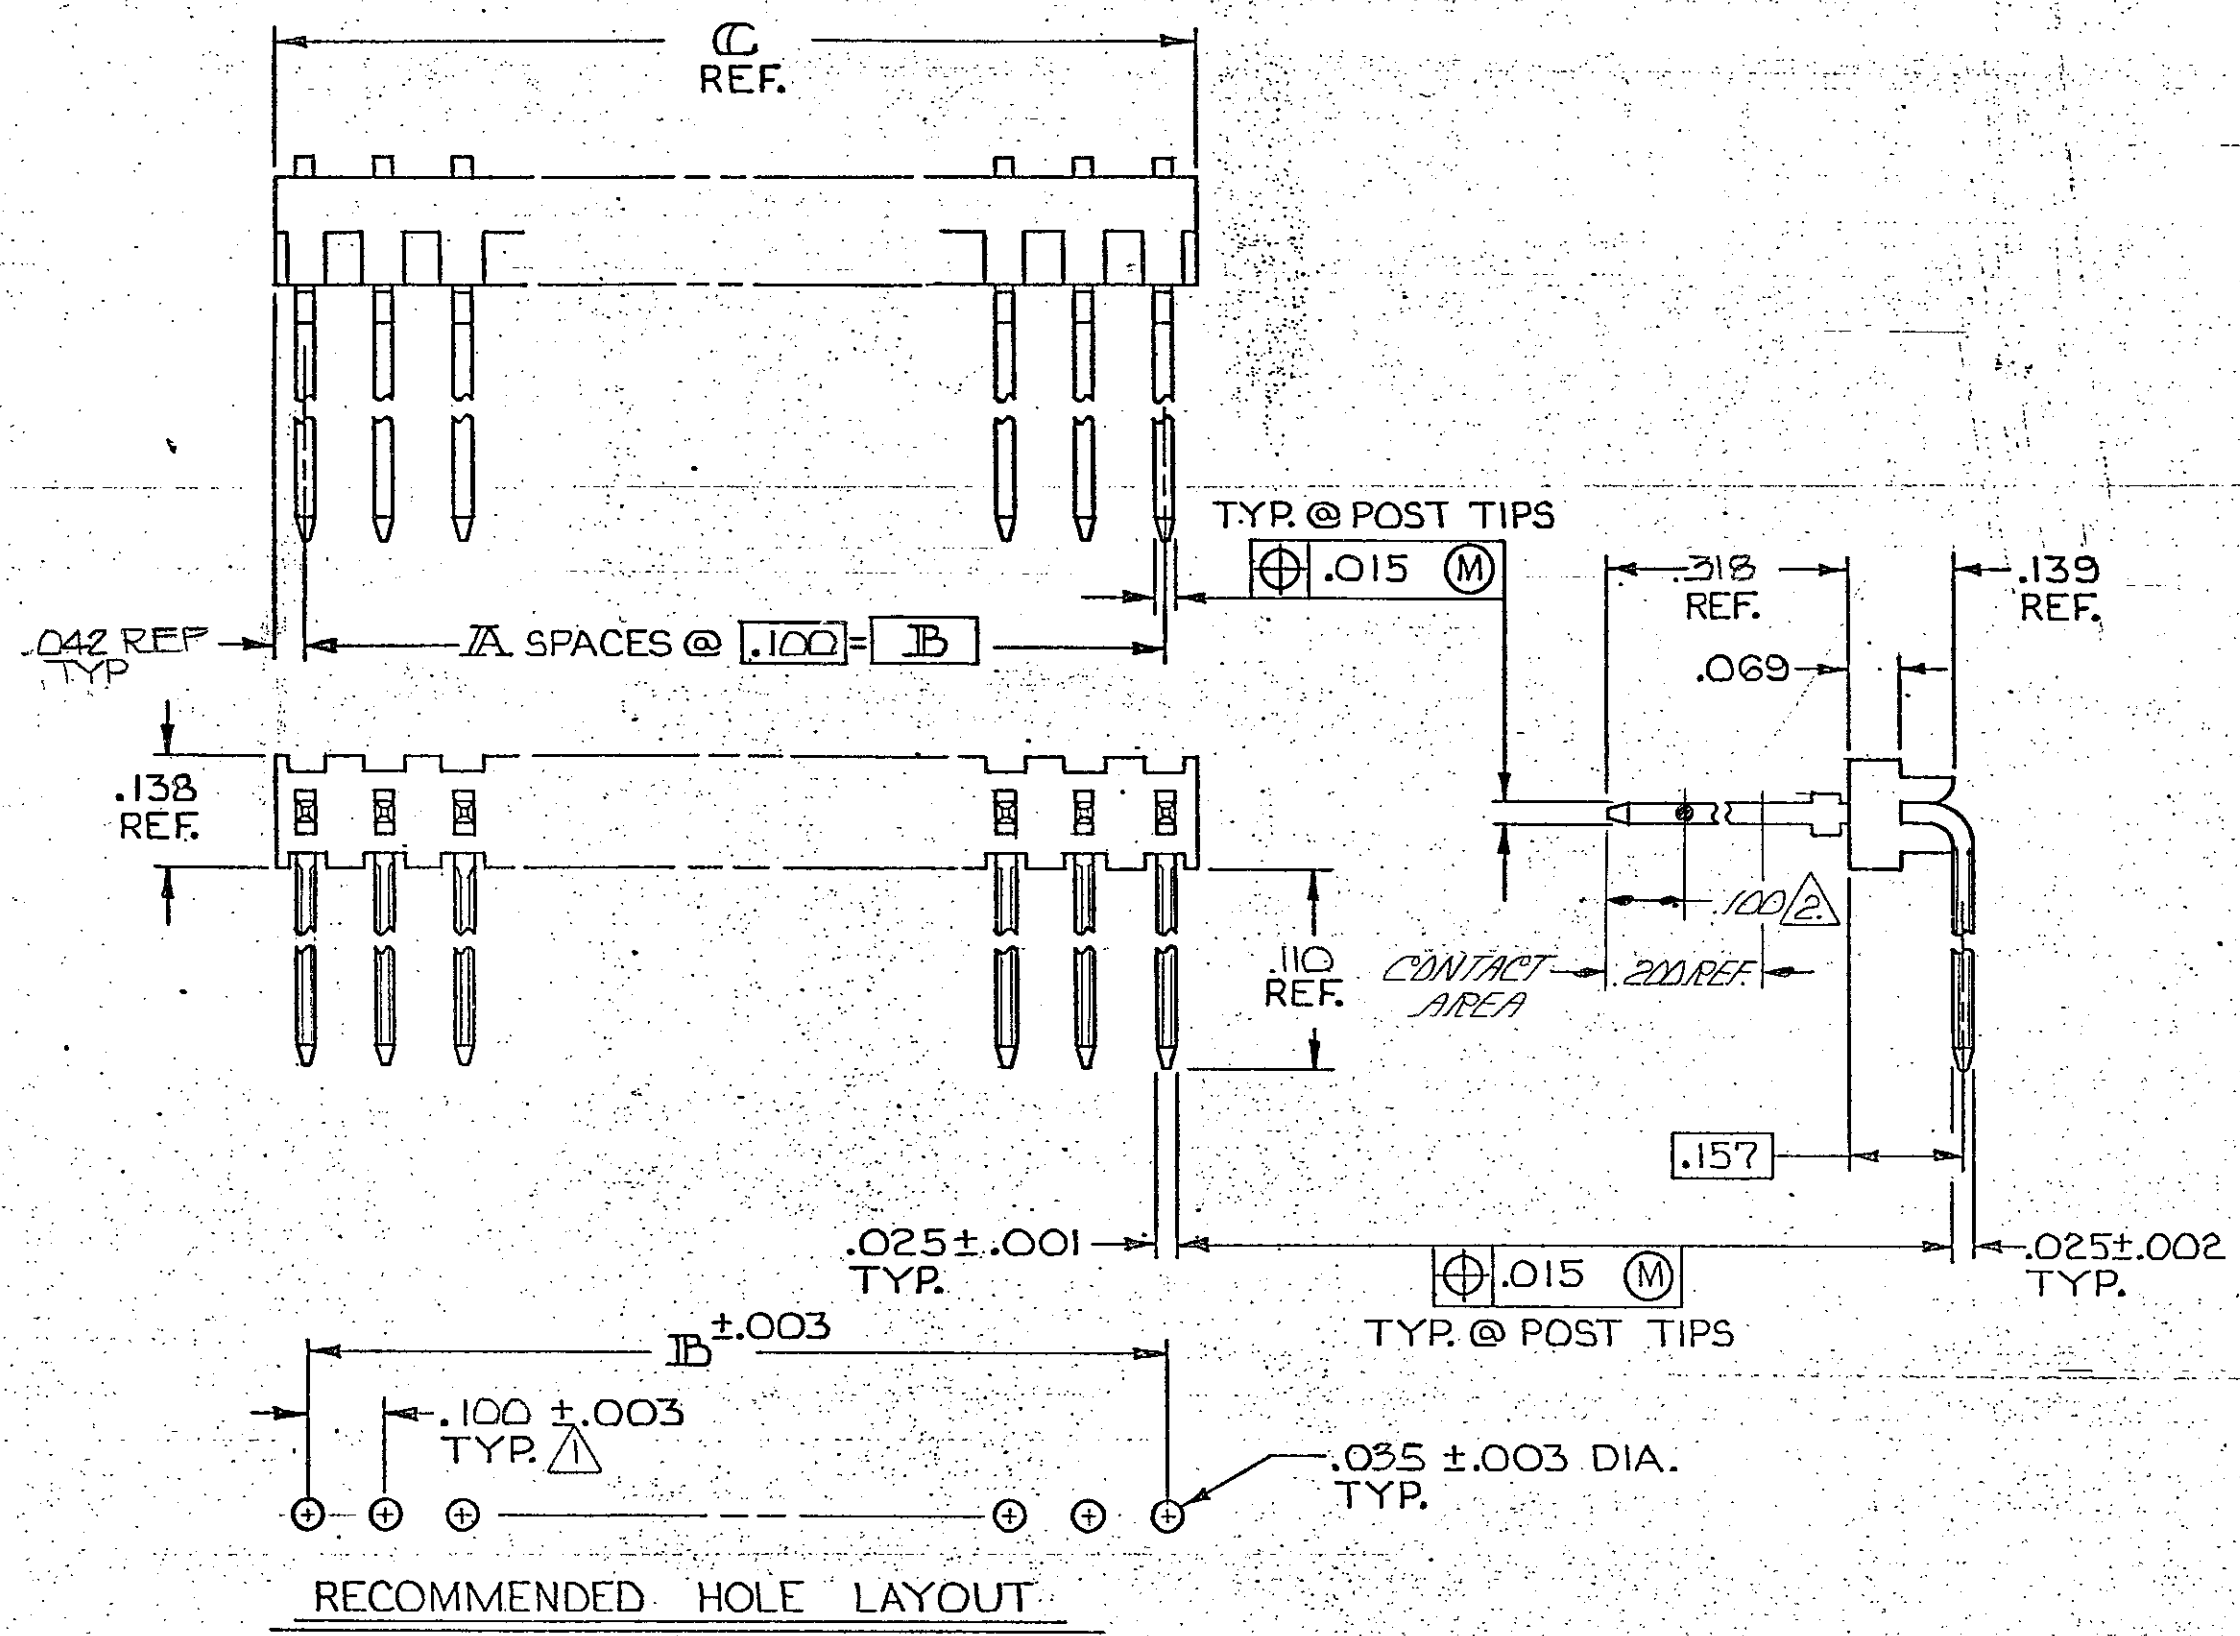 C
REF.
TYP. @ POST TIPS
.015 Ⓜ
.318
REF.
.139
REF.
.042 REF
TYP
A SPACES @ .100 = B
.069
.138
REF.
.100 2.
.110
REF.
CONTACT
AREA
.200 REF.
.157
.025±.001
TYP.
.015 Ⓜ
TYP. @ POST TIPS
.025±.002
TYP.
B ±.003
.100 ±.003
TYP. 1
.035 ±.003 DIA.
TYP.
RECOMMENDED HOLE LAYOUT